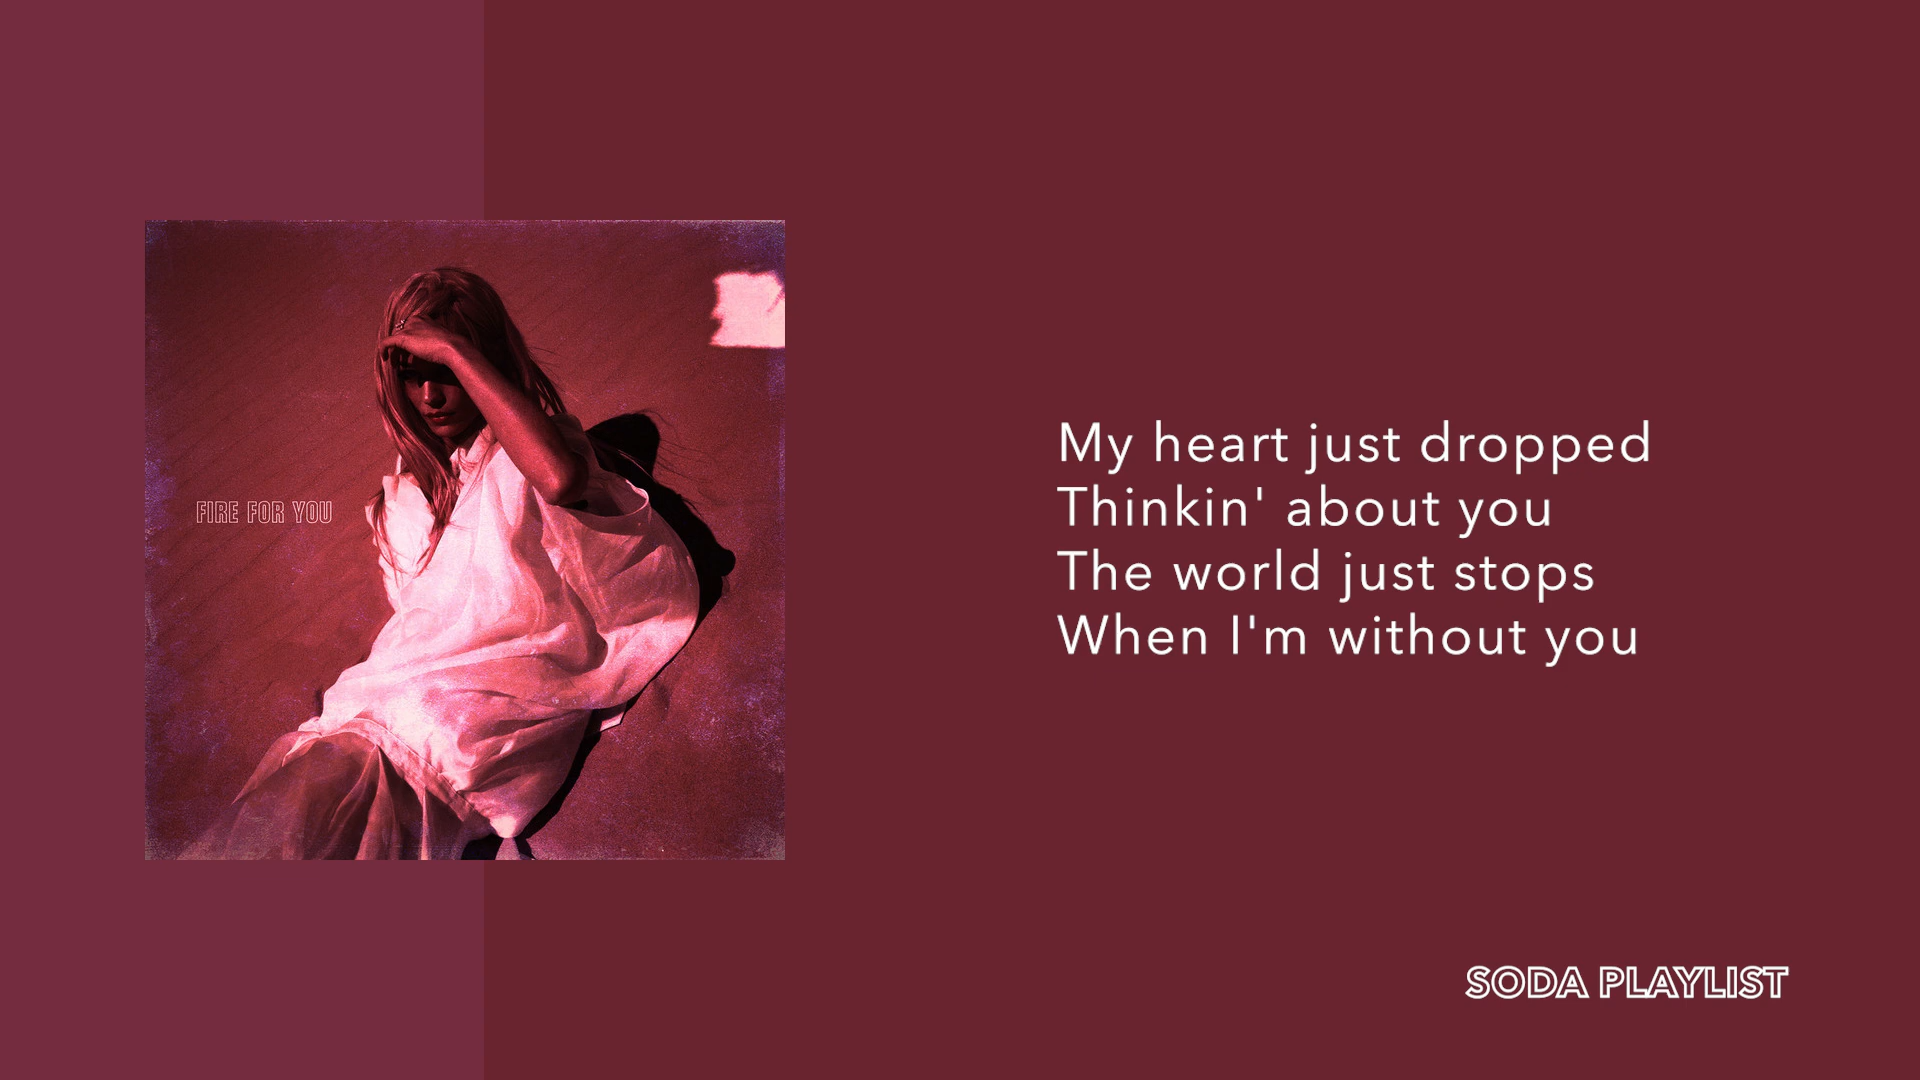 FIRE FOR YOU
My heart just dropped
Thinkin' about you
The world just stops
When I'm without you
SODA PLAYLIST